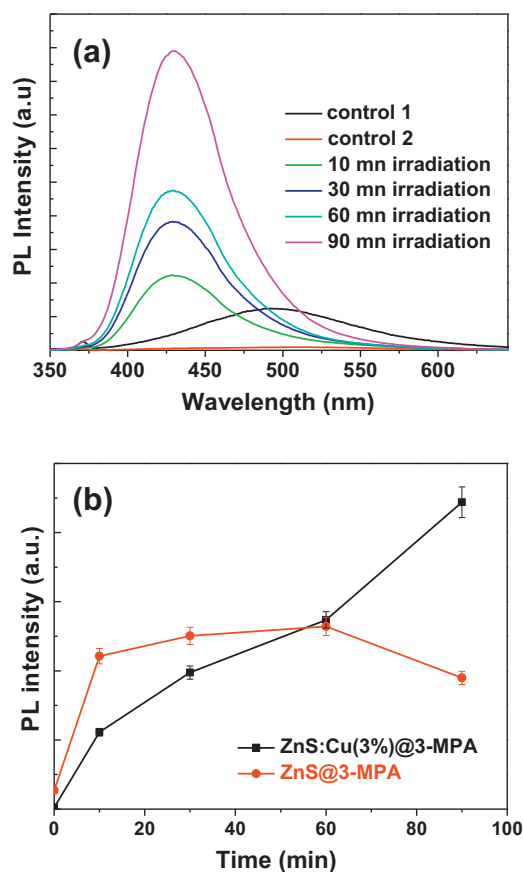 (a)
PL Intensity (a.u)
control 1
control 2
10 mn irradiation
30 mn irradiation
60 mn irradiation
90 mn irradiation
350 400 450 500 550 600
Wavelength (nm)
(b)
PL intensity (a.u.)
ZnS:Cu(3%)@3-MPA
ZnS@3-MPA
0 20 40 60 80 100
Time (min)